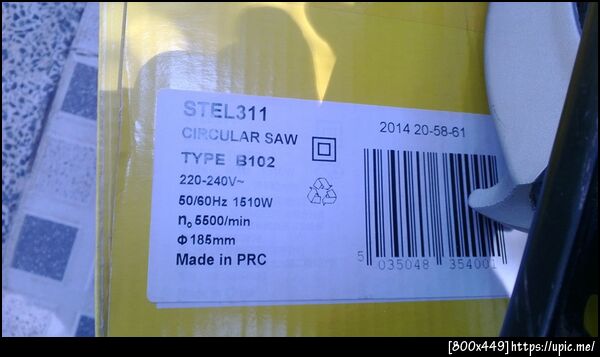 STEL311
CIRCULAR SAW
TYPE B102
220-240V~
50/60Hz 1510W
n₀ 5500/min
Φ185mm
Made in PRC
2014 20-58-61
5 035048 354001
[800x449]https://upic.me/